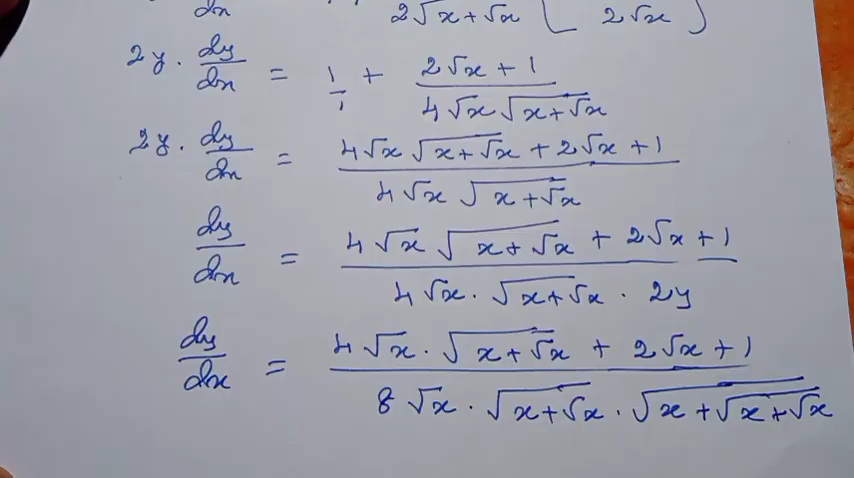 dx 2√x+√x [ 2√x ]
2y . dy/dx = 1/1 + 2√x + 1 / 4√x √x+√x
2y . dy/dx = 4√x √x+√x + 2√x + 1 / 4√x √x+√x
dy/dx = 4√x √x+√x + 2√x + 1 / 4√x . √x+√x . 2y
dy/dx = 4√x . √x+√x + 2√x + 1 / 8√x . √x+√x . √x+√x+√x